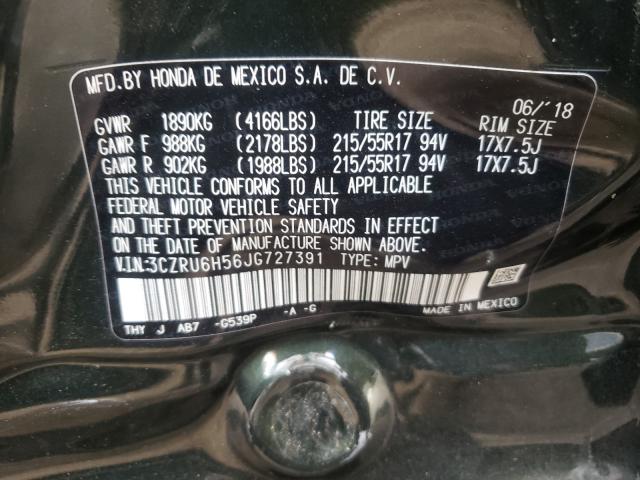 MFD.BY HONDA DE MEXICO S.A. DE C.V.
06/'18
GVWR 1890KG (4166LBS) TIRE SIZE RIM SIZE
GAWR F 988KG (2178LBS) 215/55R17 94V 17X7.5J
GAWR R 902KG (1988LBS) 215/55R17 94V 17X7.5J
THIS VEHICLE CONFORMS TO ALL APPLICABLE
FEDERAL MOTOR VEHICLE SAFETY
AND THEFT PREVENTION STANDARDS IN EFFECT ON
THE DATE OF MANUFACTURE SHOWN ABOVE.
V.I.N:3CZRU6H56JG727391 TYPE: MPV
THY J AB7 -G539P -A -G
MADE IN MEXICO